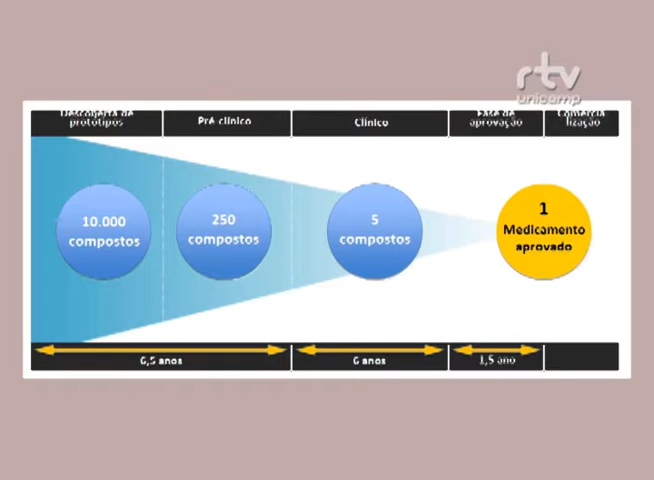 rtv
unicamp
Descoberta de
protótipos
Pré clínico
Clínico
Fase de
aprovação
Comercia
lização
10.000
compostos
250
compostos
5
compostos
1
Medicamento
aprovado
6,5 anos
6 anos
1,5 ano